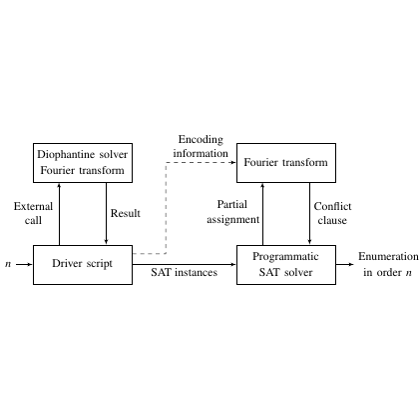 Encoding
information
Diophantine solver
Fourier transform
Fourier transform
External
call
Result
Partial
assignment
Conflict
clause
n
Driver script
SAT instances
Programmatic
SAT solver
Enumeration
in order n